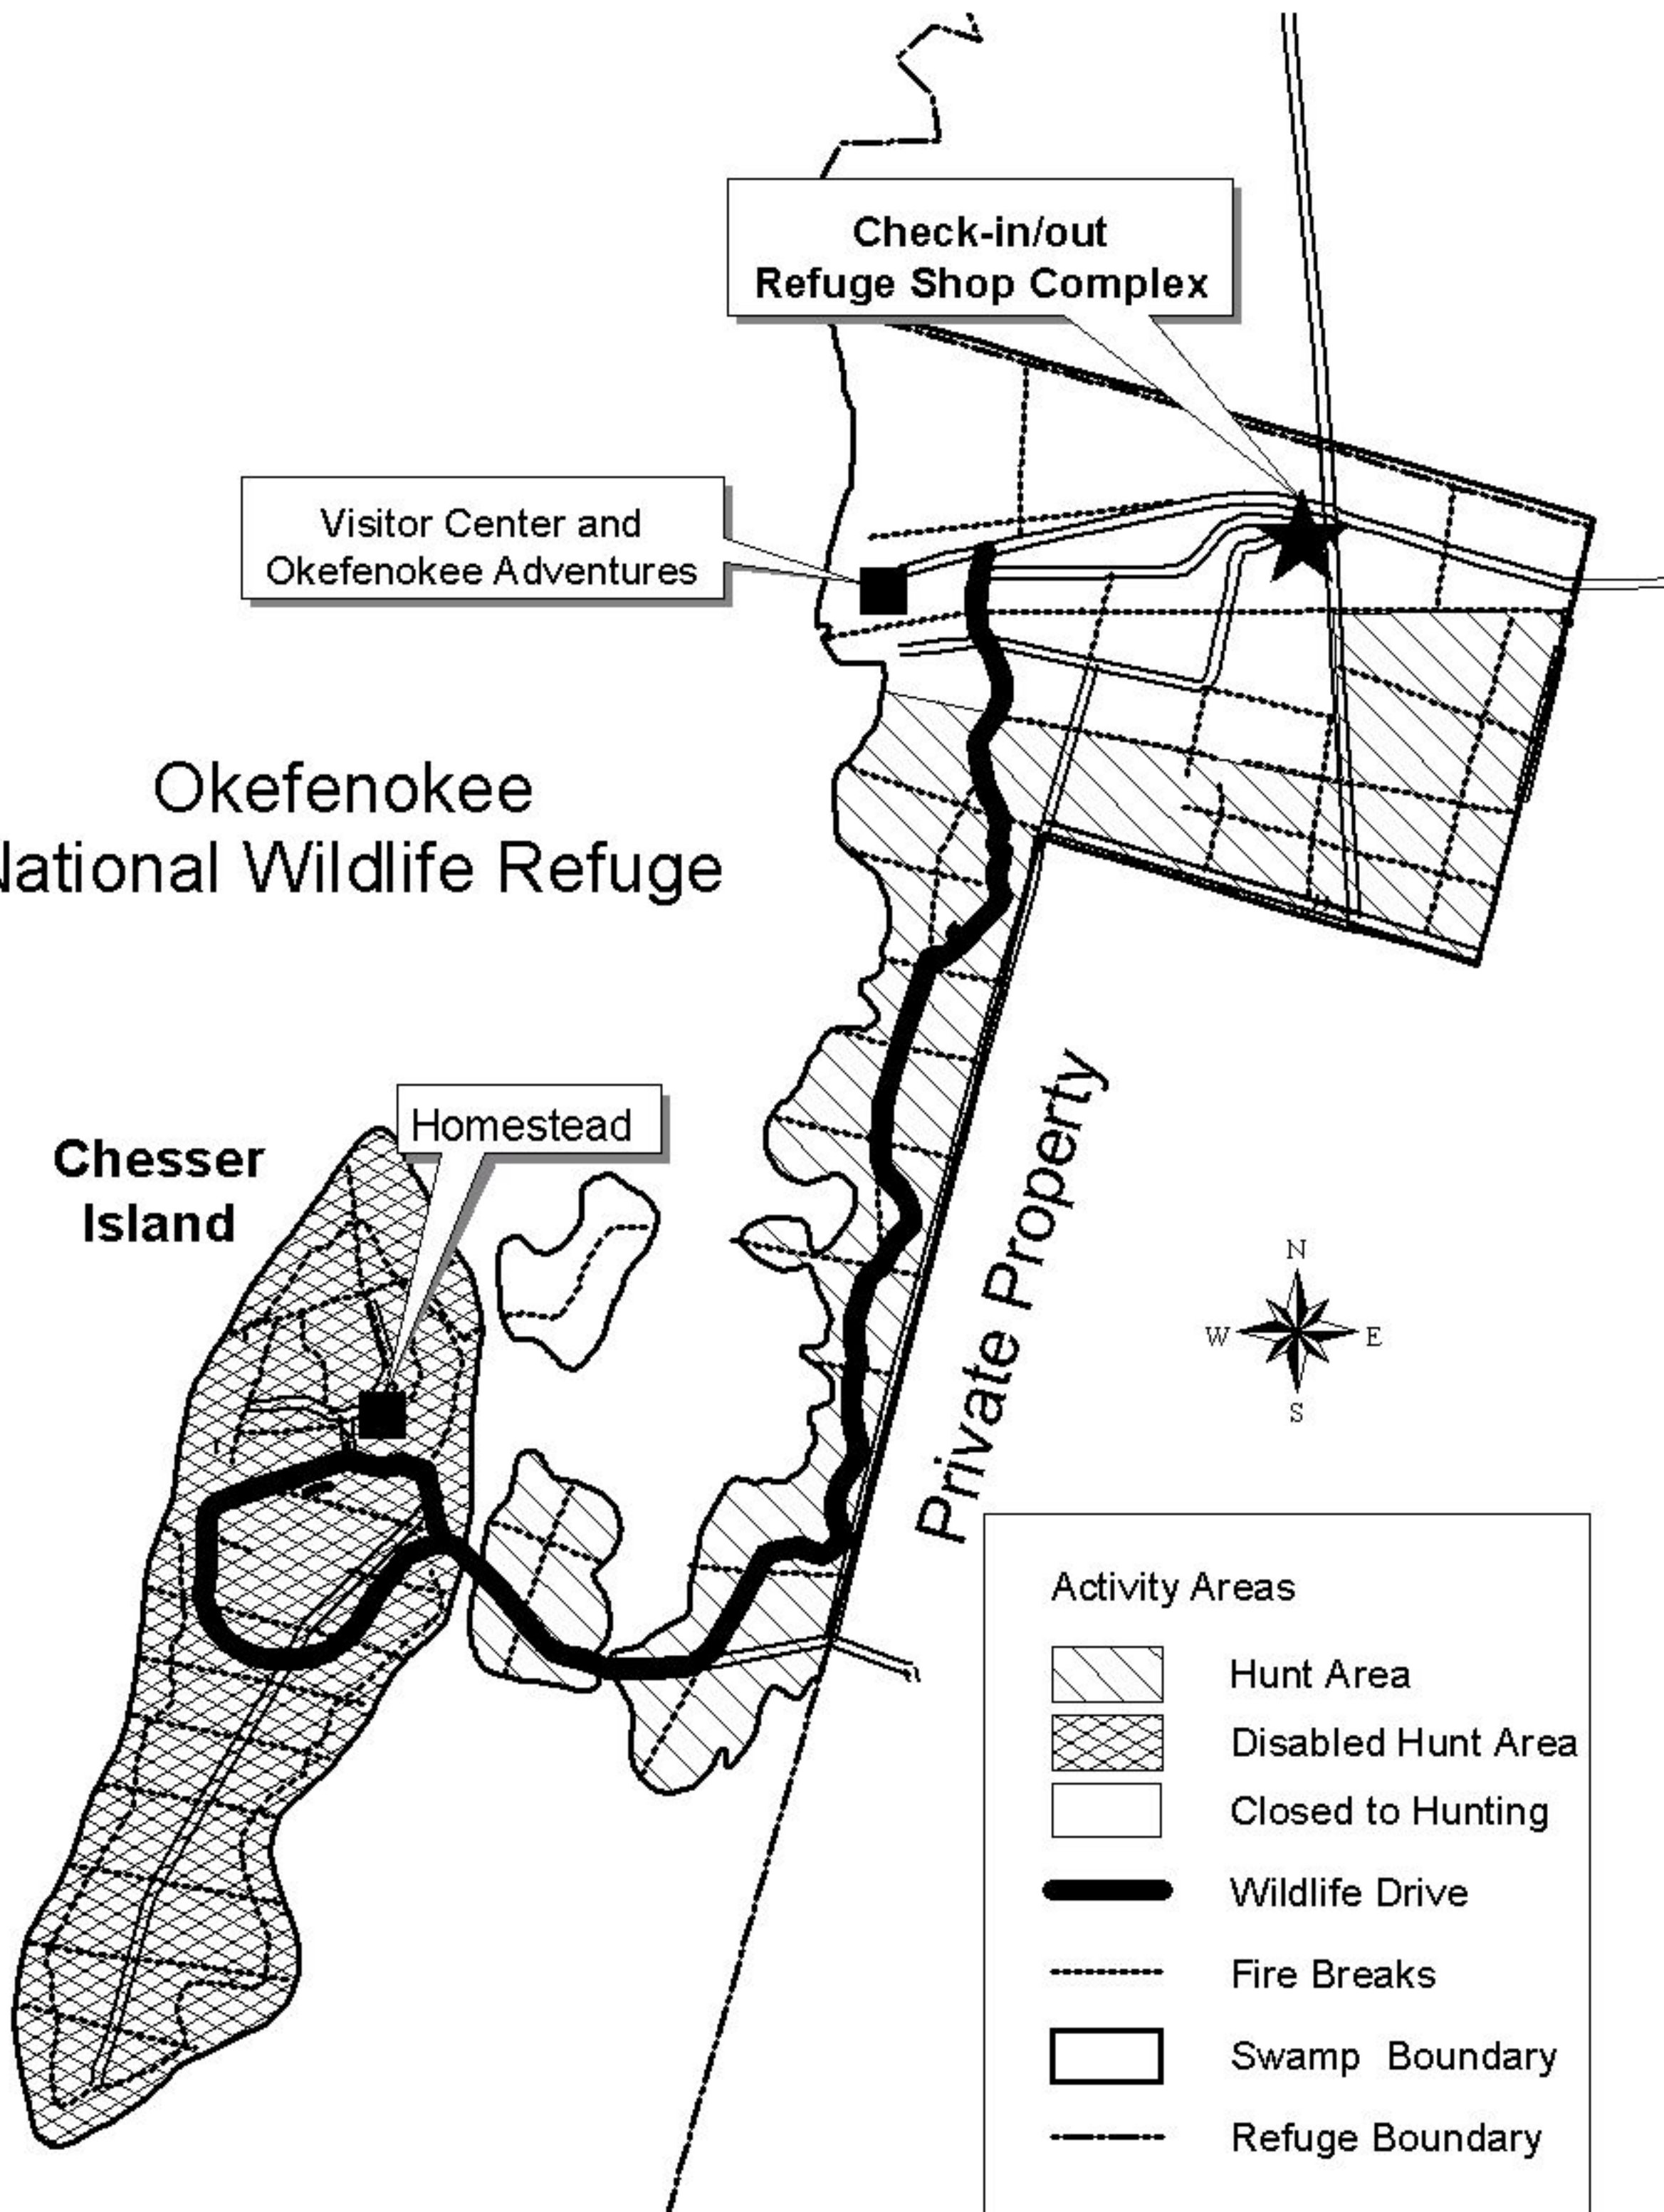 Check-in/out
Refuge Shop Complex
Visitor Center and
Okefenokee Adventures
Okefenokee
National Wildlife Refuge
Homestead
Chesser
Island
Private Property
N
W
E
S
Activity Areas
Hunt Area
Disabled Hunt Area
Closed to Hunting
Wildlife Drive
Fire Breaks
Swamp Boundary
Refuge Boundary